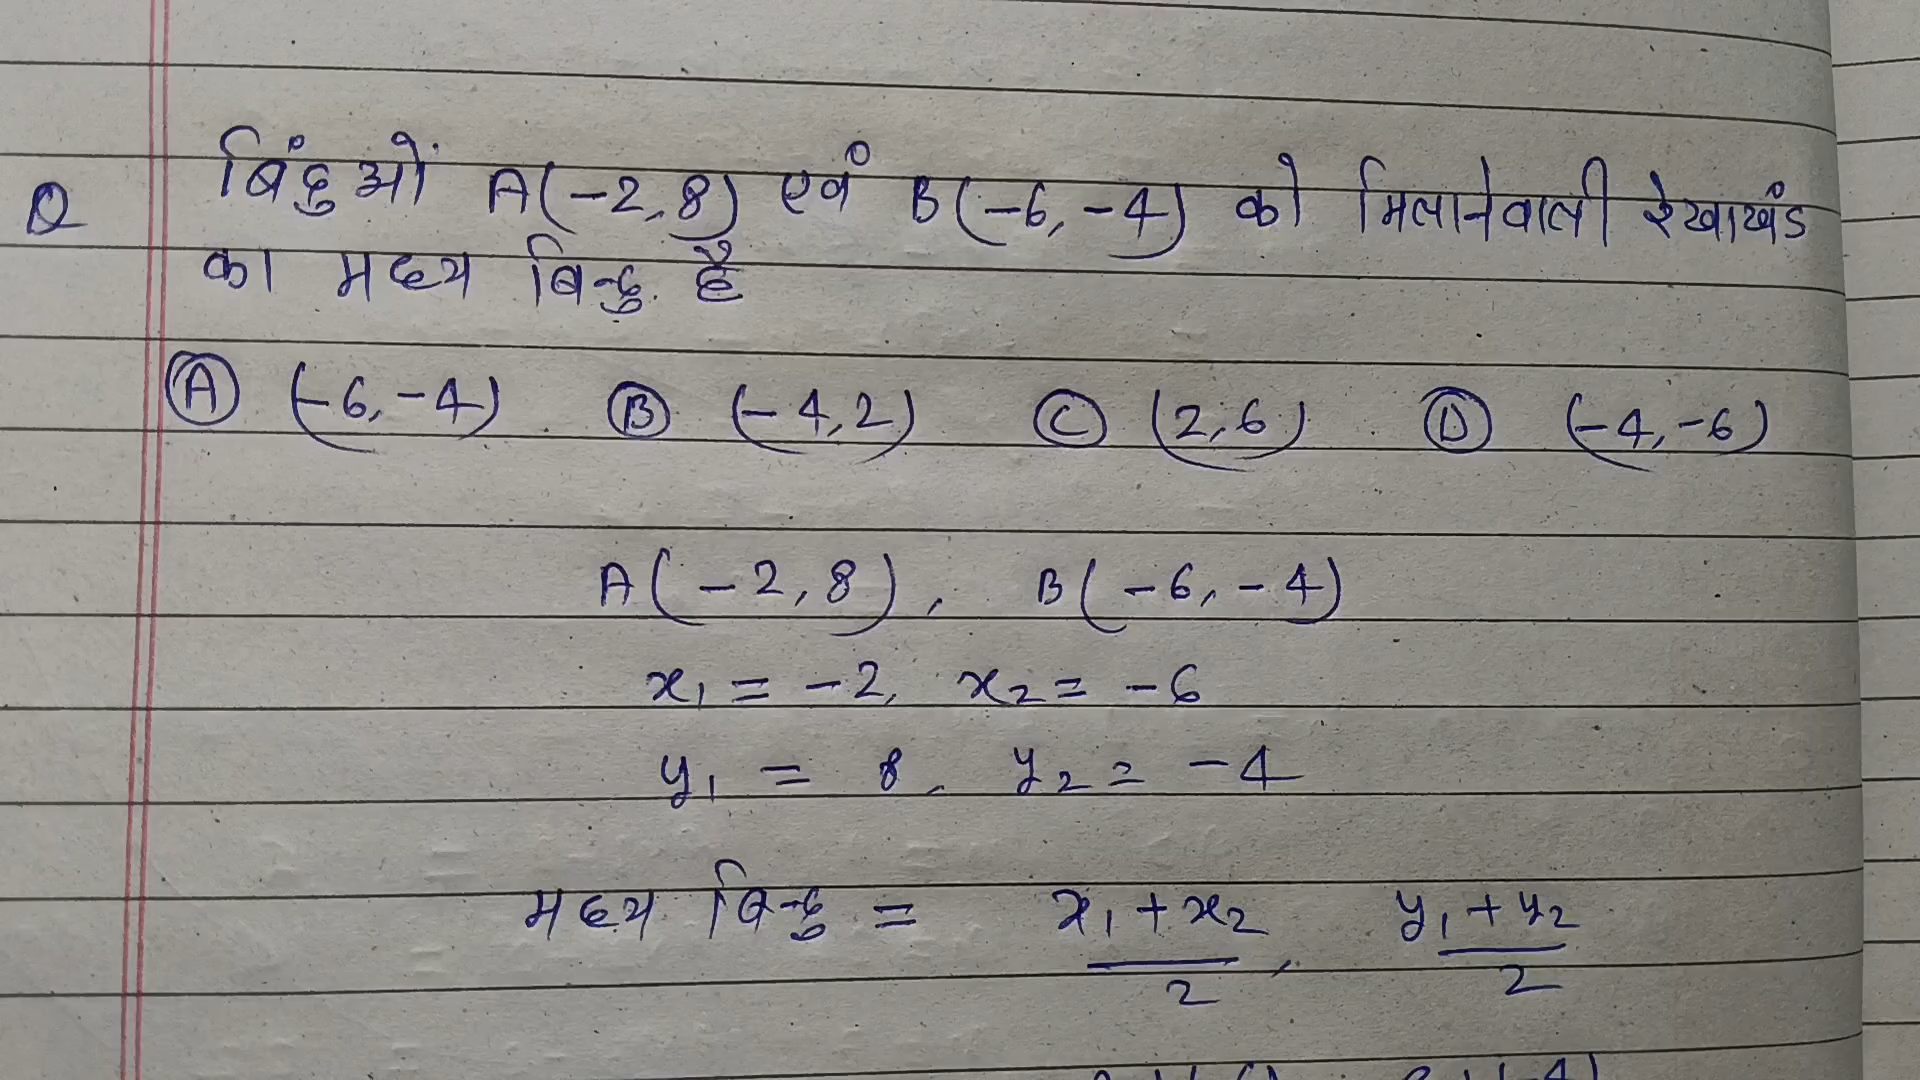 Q बिंदुओं A(-2,8) एवं B(-6,-4) को मिलानेवाली रेखाखंड
का मध्य बिन्दु है
Ⓐ (-6,-4) Ⓑ (-4,2) Ⓒ (2,6) Ⓓ (-4,-6)
A(-2,8), B(-6,-4)
x₁ = -2, x₂ = -6
y₁ = 8, y₂ = -4
मध्य बिन्दु = x₁+x₂/2, y₁+y₂/2